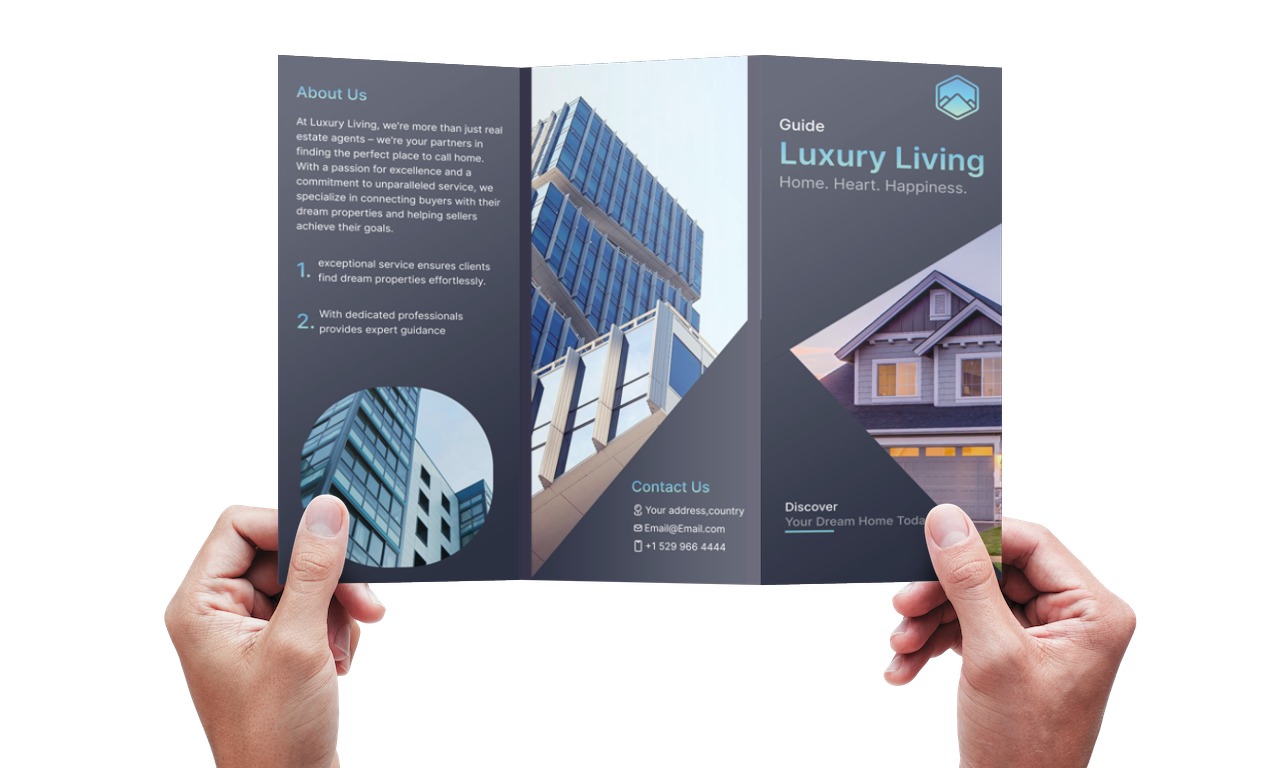 About Us
At Luxury Living, we're more than just real
estate agents – we're your partners in
finding the perfect place to call home.
With a passion for excellence and a
commitment to unparalleled service, we
specialize in connecting buyers with their
dream properties and helping sellers
achieve their goals.
1. exceptional service ensures clients
find dream properties effortlessly.
2. With dedicated professionals
provides expert guidance
Contact Us
Your address,country
Email@Email.com
+1 529 966 4444
Guide
Luxury Living
Home. Heart. Happiness.
Discover
Your Dream Home Toda